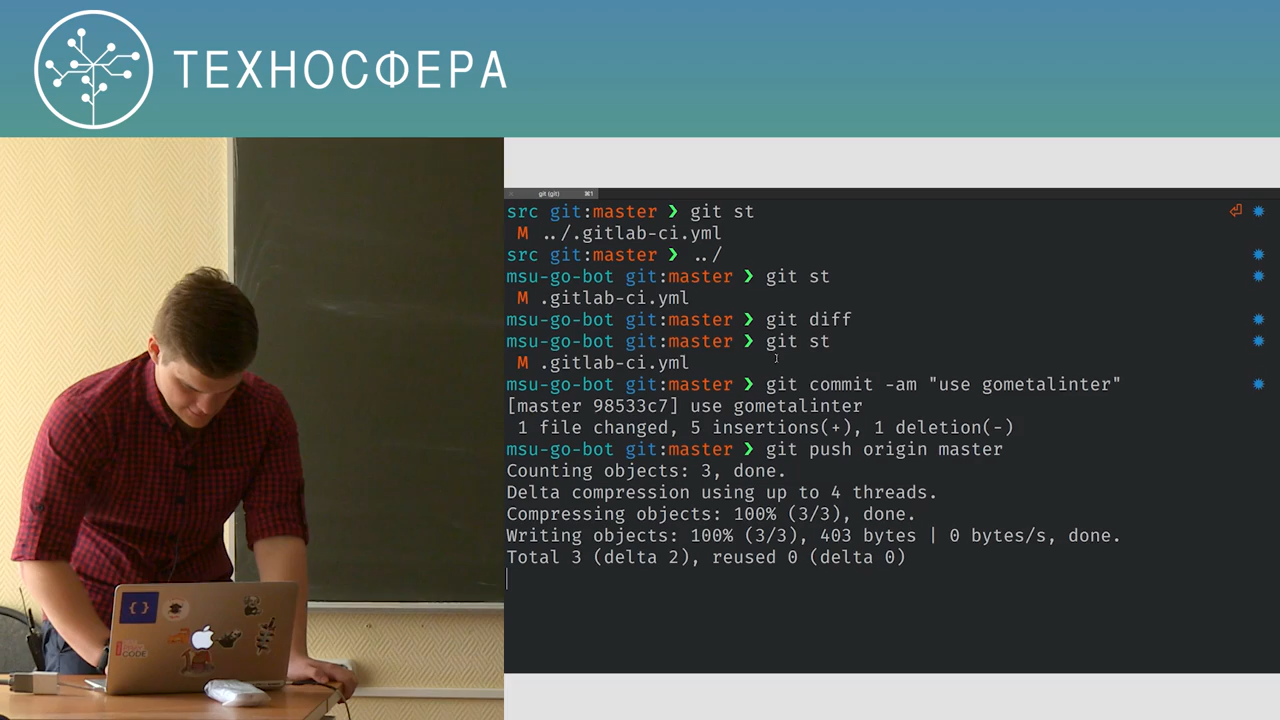 ТЕХНОСФЕРА
git (git) ⌘1
src git:master ❯ git st
M ../.gitlab-ci.yml
src git:master ❯ ../
msu-go-bot git:master ❯ git st
M .gitlab-ci.yml
msu-go-bot git:master ❯ git diff
msu-go-bot git:master ❯ git st
M .gitlab-ci.yml
msu-go-bot git:master ❯ git commit -am "use gometalinter"
[master 98533c7] use gometalinter
1 file changed, 5 insertions(+), 1 deletion(-)
msu-go-bot git:master ❯ git push origin master
Counting objects: 3, done.
Delta compression using up to 4 threads.
Compressing objects: 100% (3/3), done.
Writing objects: 100% (3/3), 403 bytes | 0 bytes/s, done.
Total 3 (delta 2), reused 0 (delta 0)
{ }
CODE